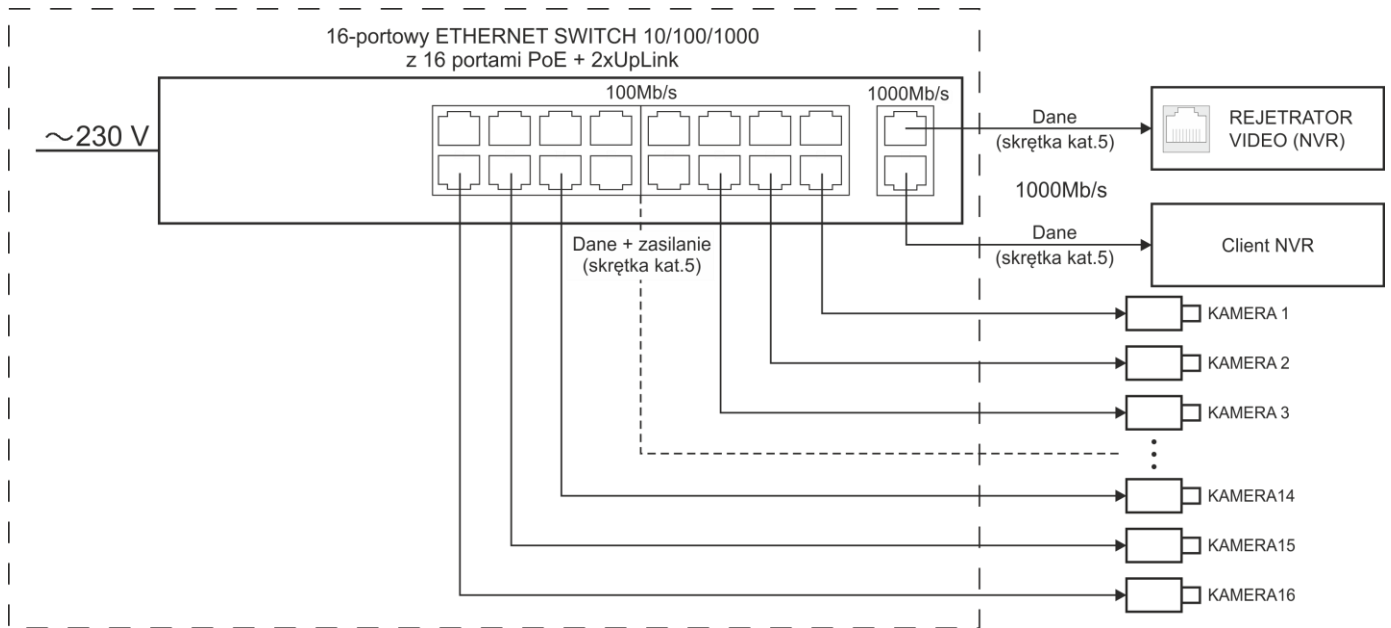 16-portowy ETHERNET SWITCH 10/100/1000
z 16 portami PoE + 2xUpLink
100Mb/s
1000Mb/s
~230 V
Dane
(skrętka kat.5)
REJETRATOR
VIDEO (NVR)
1000Mb/s
Dane
(skrętka kat.5)
Client NVR
Dane + zasilanie
(skrętka kat.5)
KAMERA 1
KAMERA 2
KAMERA 3
KAMERA14
KAMERA15
KAMERA16